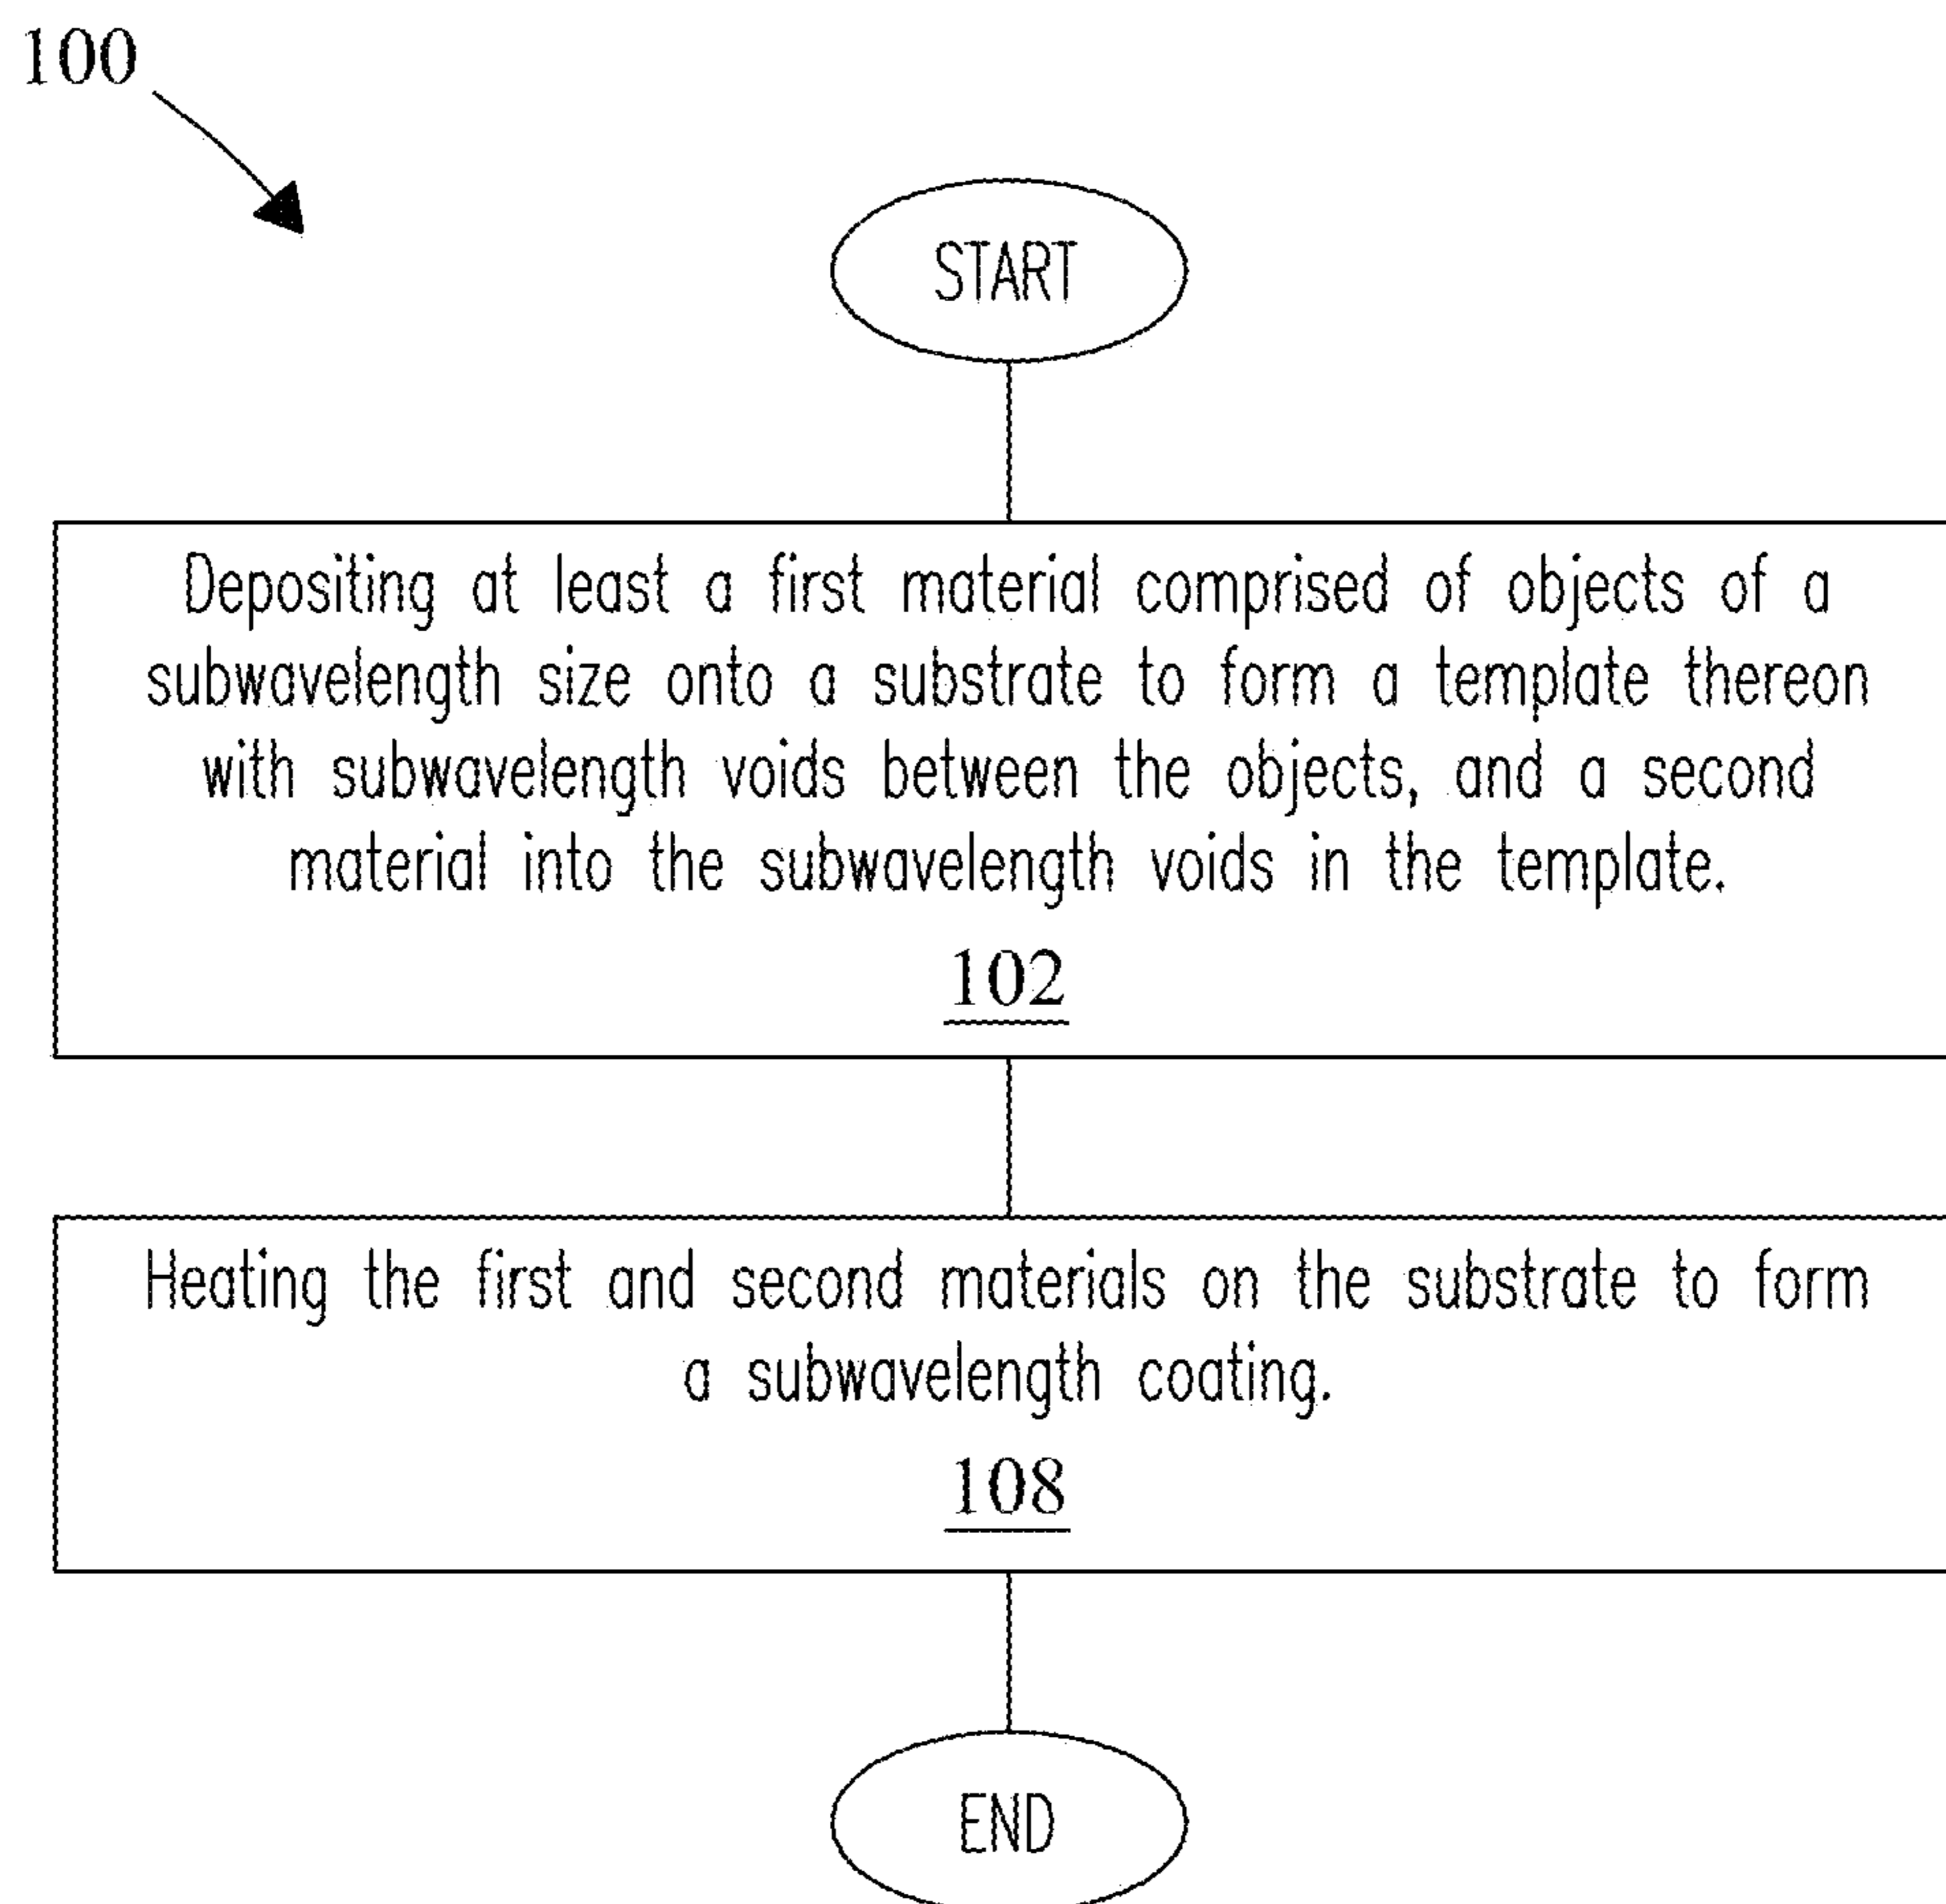 100
START
Depositing at least a first material comprised of objects of a
subwavelength size onto a substrate to form a template thereon
with subwavelength voids between the objects, and a second
material into the subwavelength voids in the template.
102
Heating the first and second materials on the substrate to form
a subwavelength coating.
108
END